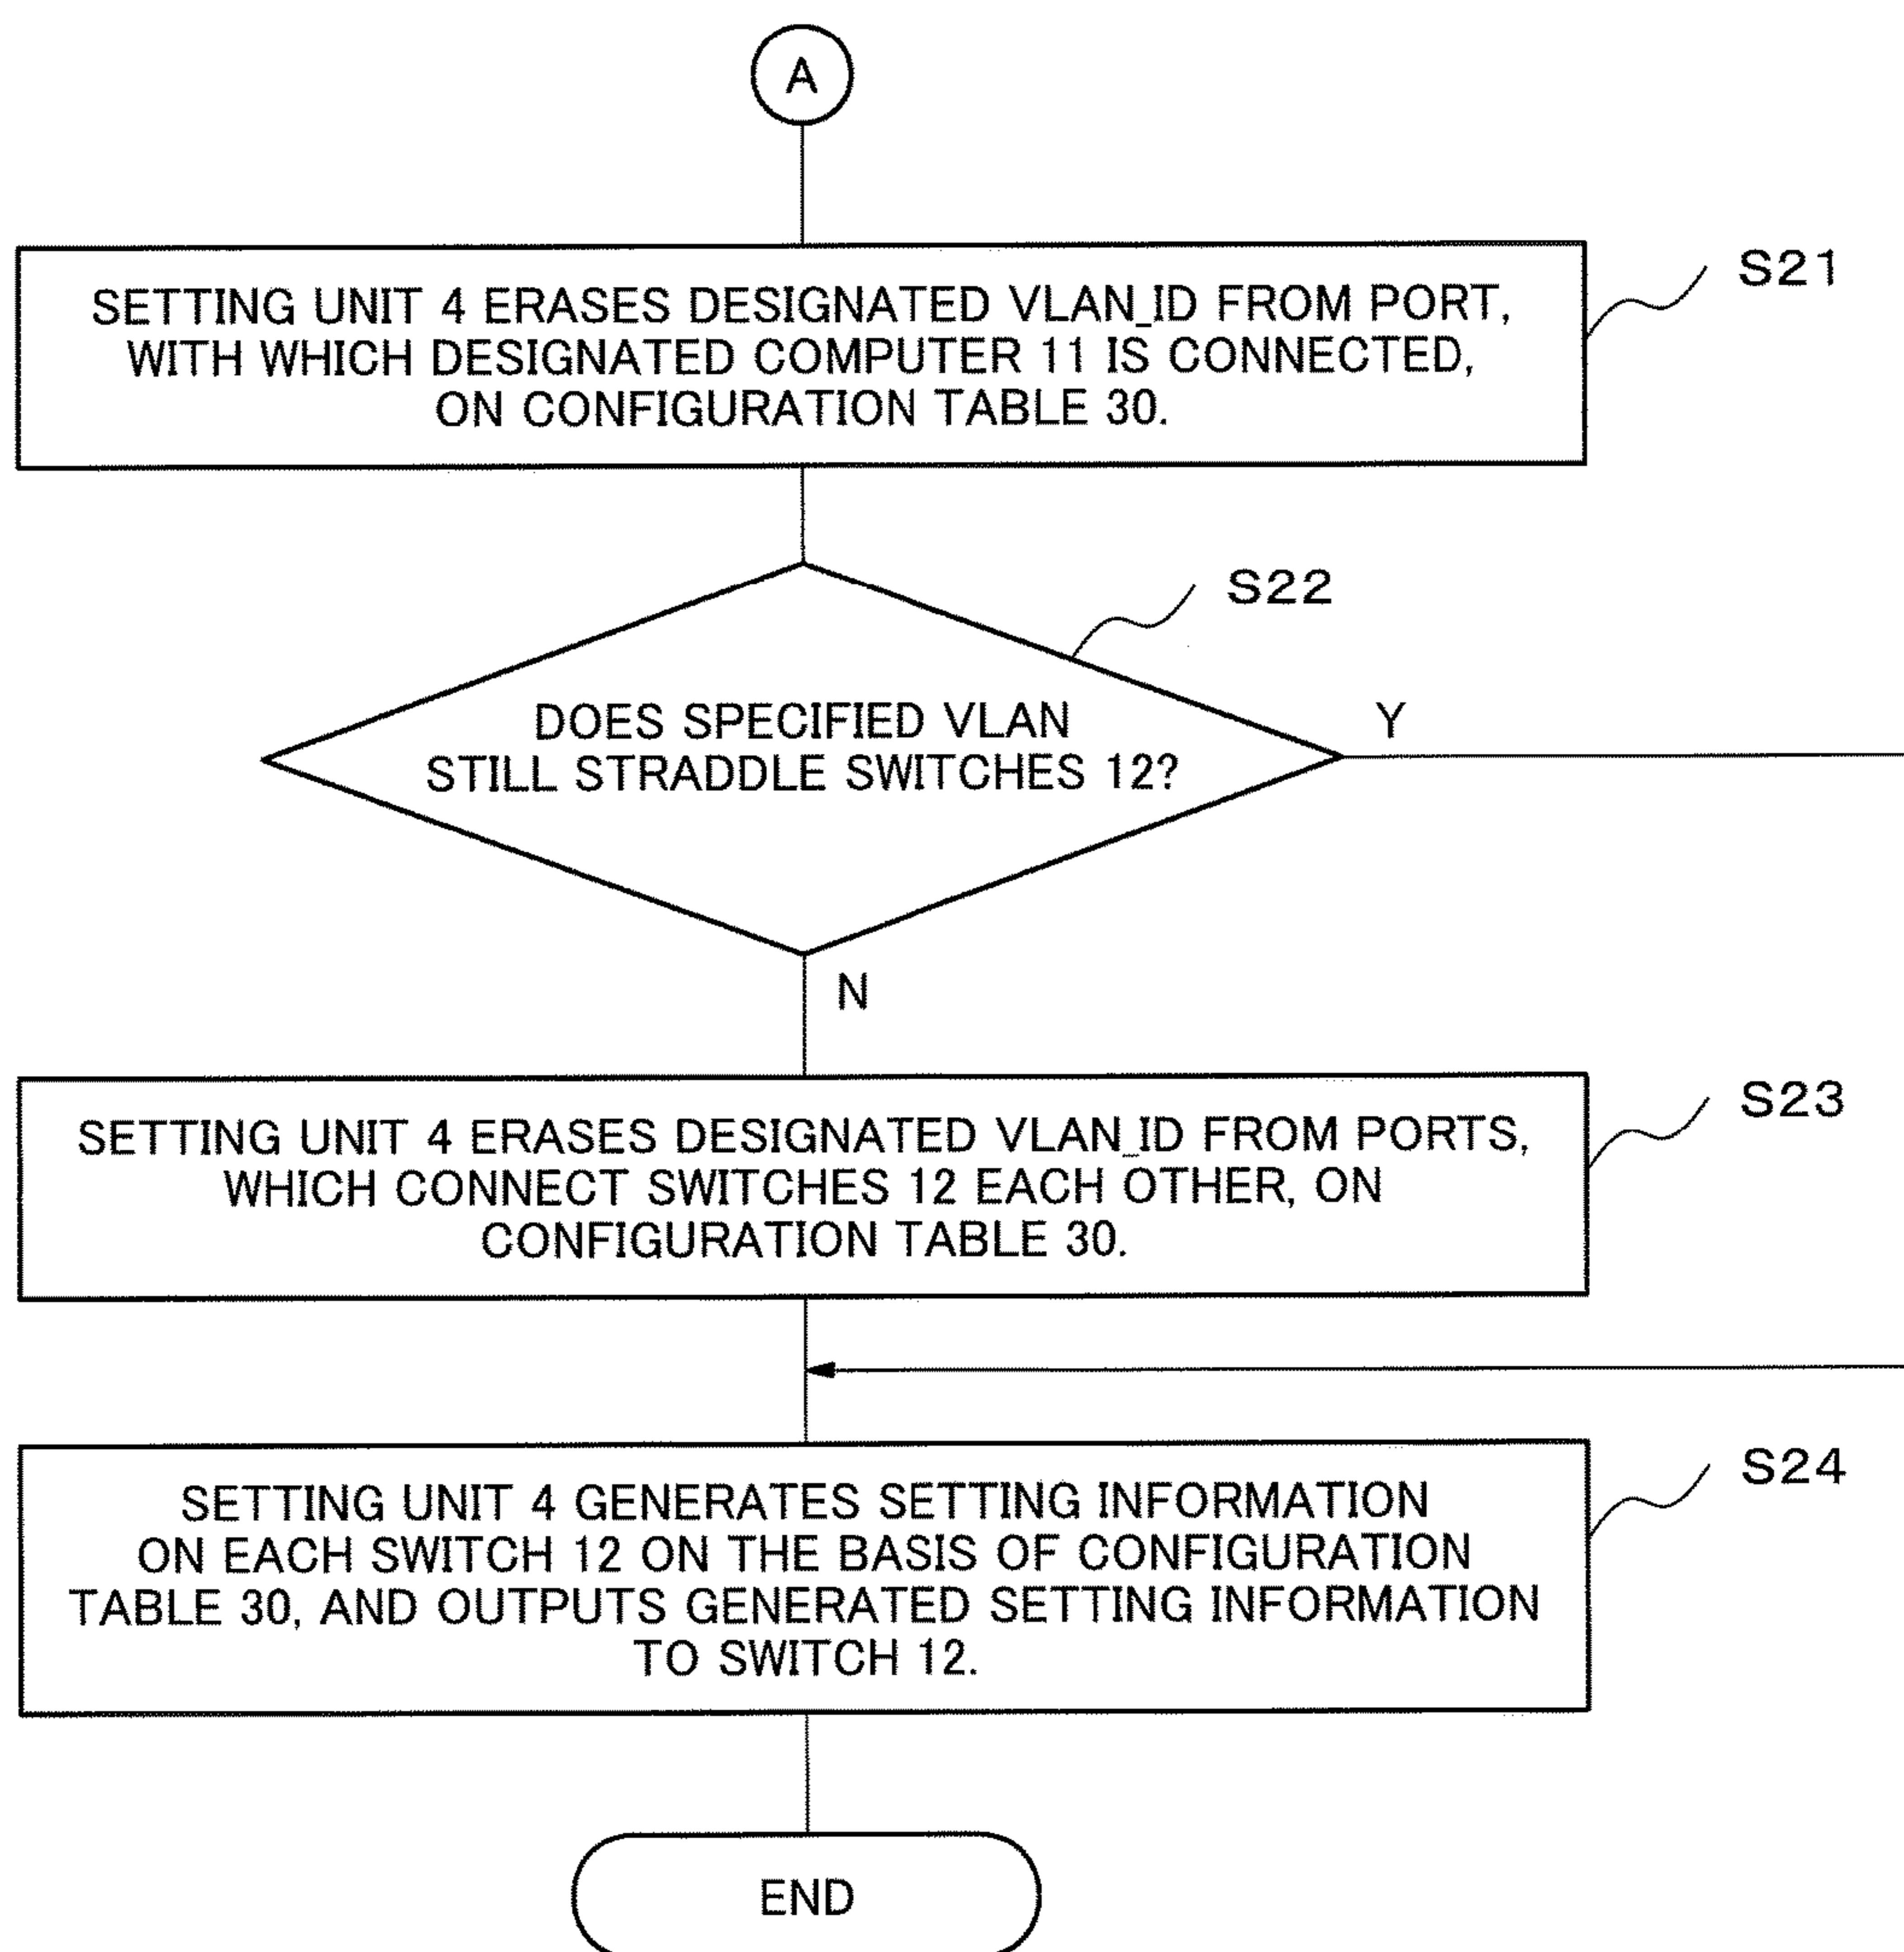 A
SETTING UNIT 4 ERASES DESIGNATED VLAN_ID FROM PORT,
WITH WHICH DESIGNATED COMPUTER 11 IS CONNECTED,
ON CONFIGURATION TABLE 30.
S21
DOES SPECIFIED VLAN
STILL STRADDLE SWITCHES 12?
S22
Y
N
SETTING UNIT 4 ERASES DESIGNATED VLAN_ID FROM PORTS,
WHICH CONNECT SWITCHES 12 EACH OTHER, ON
CONFIGURATION TABLE 30.
S23
SETTING UNIT 4 GENERATES SETTING INFORMATION
ON EACH SWITCH 12 ON THE BASIS OF CONFIGURATION
TABLE 30, AND OUTPUTS GENERATED SETTING INFORMATION
TO SWITCH 12.
S24
END